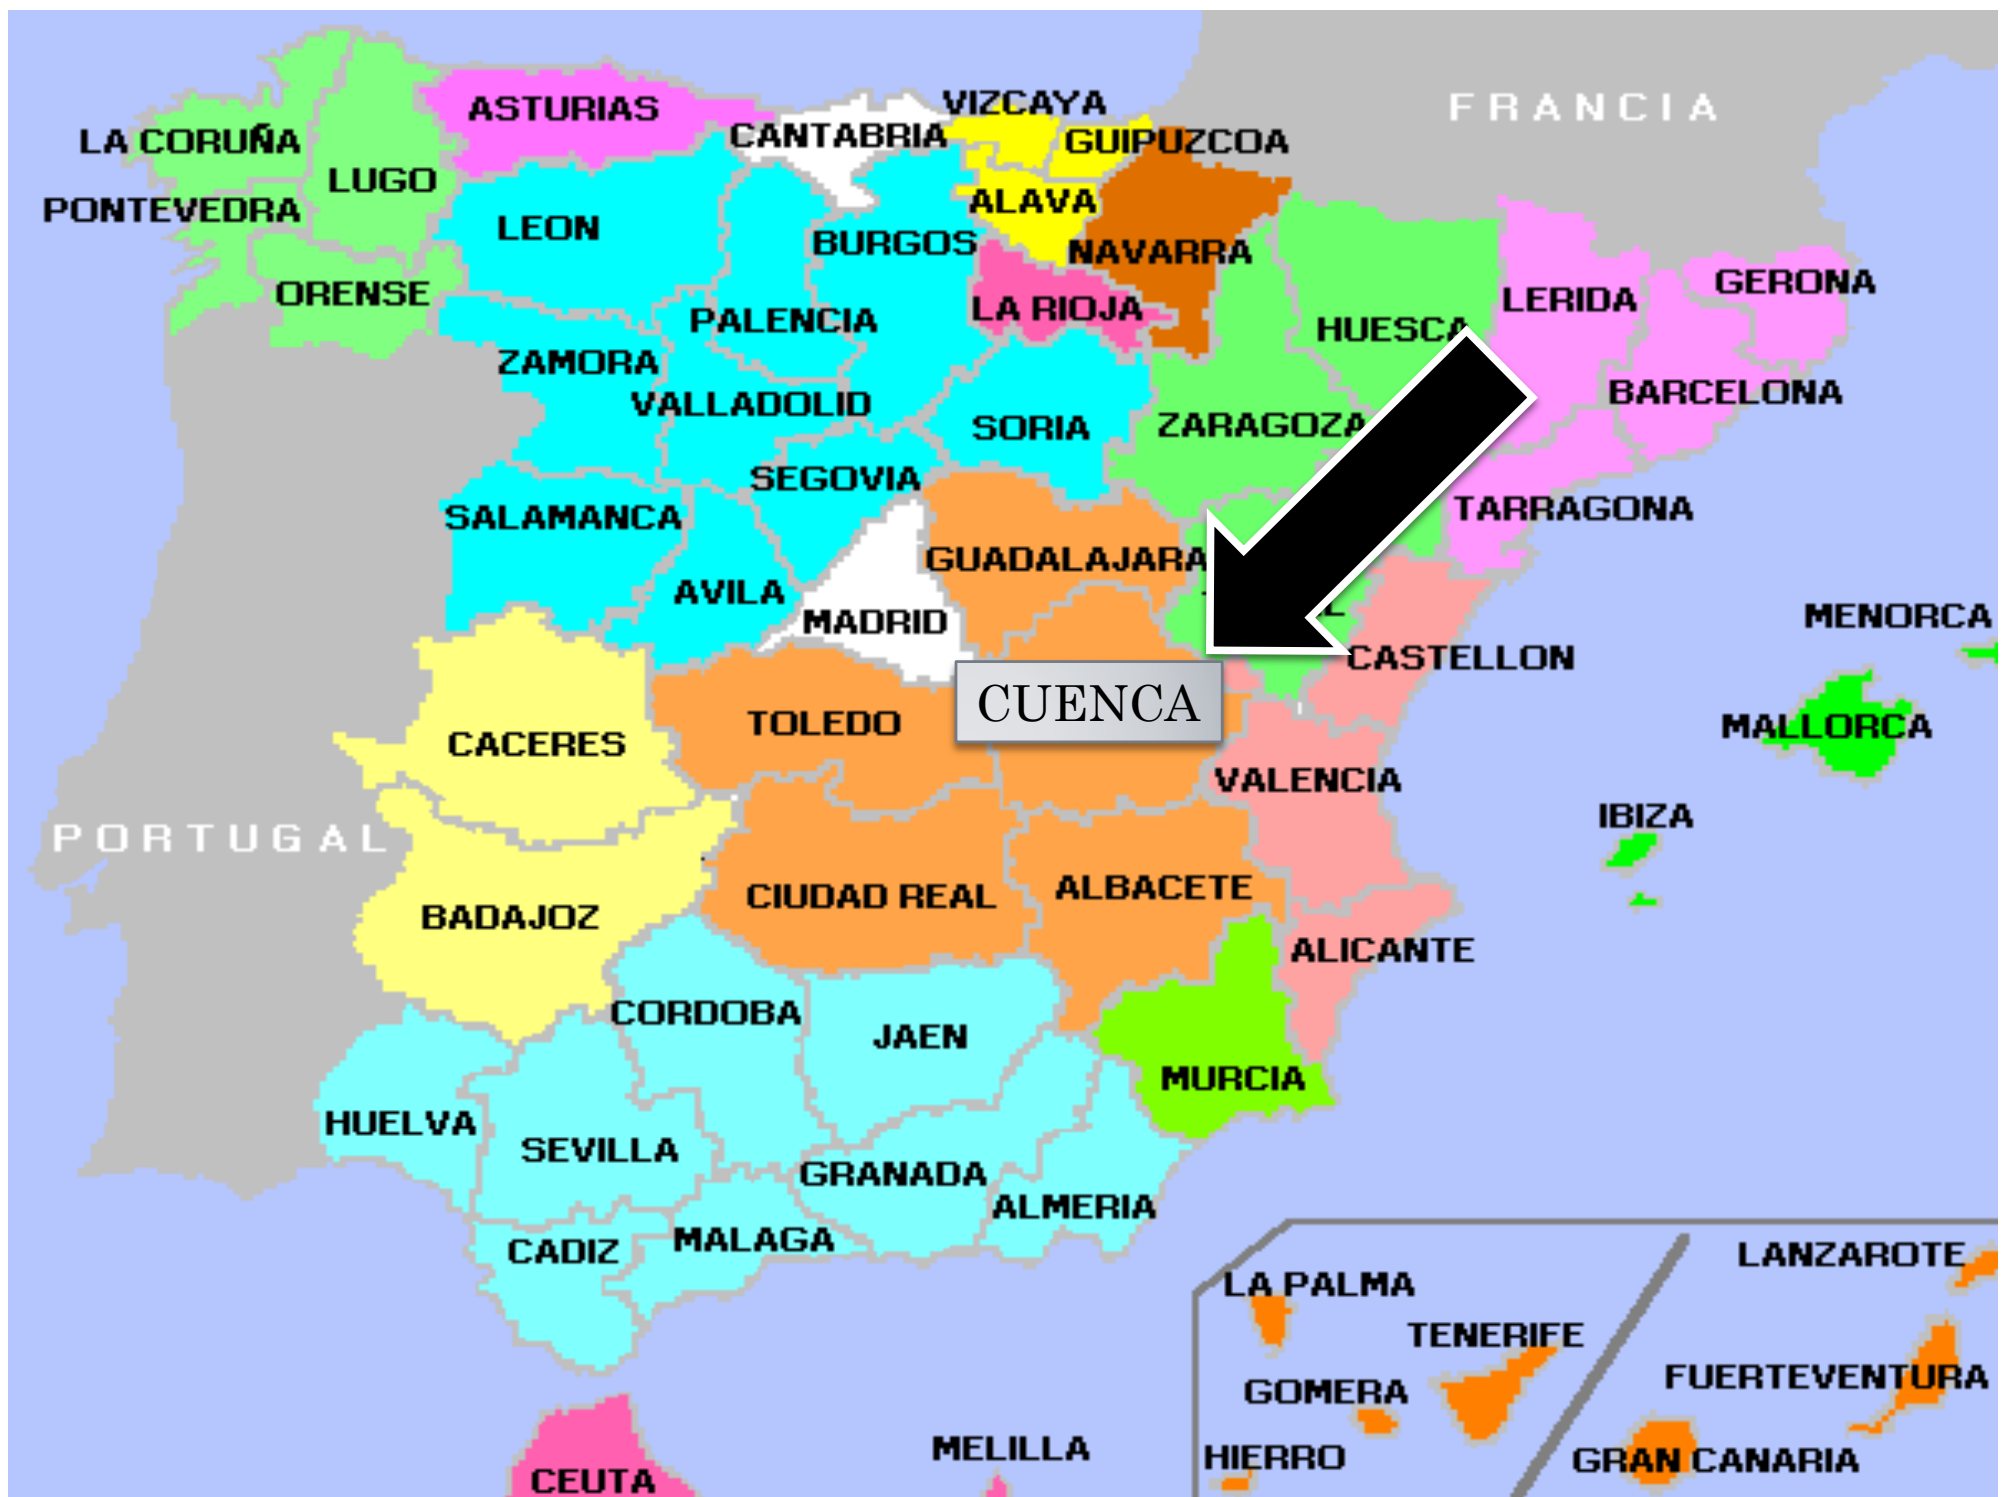 FRANCIA
VIZCAYA
ASTURIAS
CANTABRIA
LA CORUÑA
GUIPUZCOA
LUGO
ALAVA
PONTEVEDRA
LEON
BURGOS
NAVARRA
GERONA
ORENSE
LERIDA
LA RIOJA
PALENCIA
HUESCA
ZAMORA
BARCELONA
VALLADOLID
SORIA
ZARAGOZA
SEGOVIA
TARRAGONA
SALAMANCA
GUADALAJARA
AVILA
MADRID
MENORCA
CASTELLON
CUENCA
TOLEDO
MALLORCA
CACERES
VALENCIA
IBIZA
PORTUGAL
ALBACETE
CIUDAD REAL
BADAJOZ
ALICANTE
CORDOBA
JAEN
MURCIA
HUELVA
SEVILLA
GRANADA
ALMERIA
MALAGA
CADIZ
LANZAROTE
LA PALMA
TENERIFE
FUERTEVENTURA
GOMERA
MELILLA
HIERRO
GRAN CANARIA
CEUTA